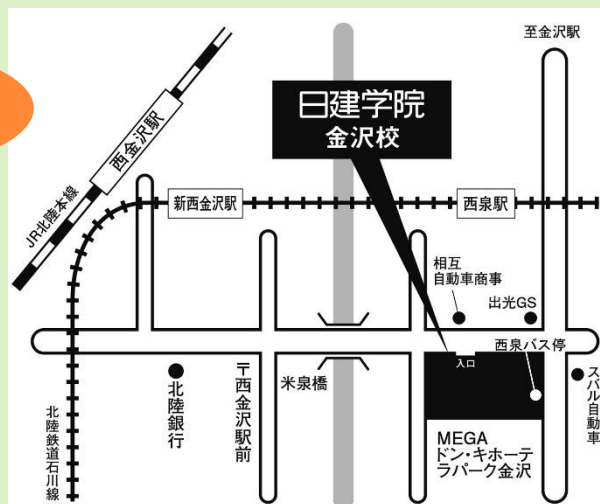 至金沢駅
日建学院
金沢校
西金沢駅
JR北陸本線
新西金沢駅
西泉駅
相互
自動車商事
出光GS
西泉バス停
入口
スバル自動車
北陸銀行
〒西金沢駅前
米泉橋
北陸鉄道石川線
MEGA
ドン・キホーテ
ラパーク金沢